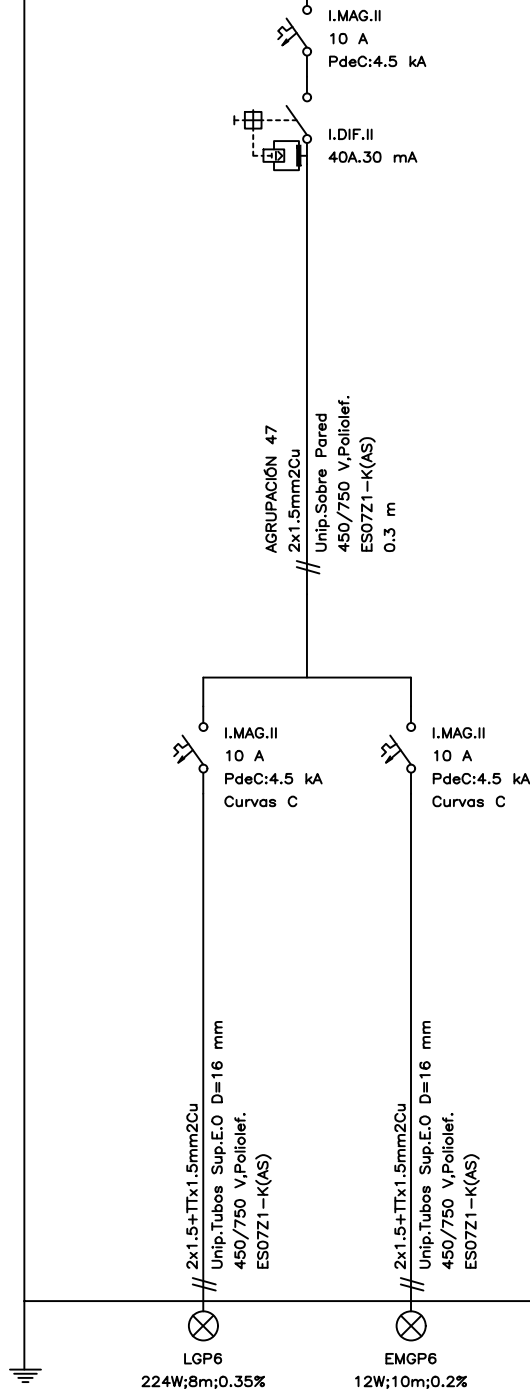 I.MAG.II
10 A
PdeC:4.5 kA
I.DIF.II
40A.30 mA
AGRUPACIÓN 47
2x1.5mm2Cu
Unip.Sobre Pared
450/750 V,Poliolef.
ES07Z1-K(AS)
0.3 m
I.MAG.II
10 A
PdeC:4.5 kA
Curvas C
I.MAG.II
10 A
PdeC:4.5 kA
Curvas C
2x1.5+TTx1.5mm2Cu
Unip.Tubos Sup.E.O D=16 mm
450/750 V,Poliolef.
ES07Z1-K(AS)
2x1.5+TTx1.5mm2Cu
Unip.Tubos Sup.E.O D=16 mm
450/750 V,Poliolef.
ES07Z1-K(AS)
LGP6
224W;8m;0.35%
EMGP6
12W;10m;0.2%